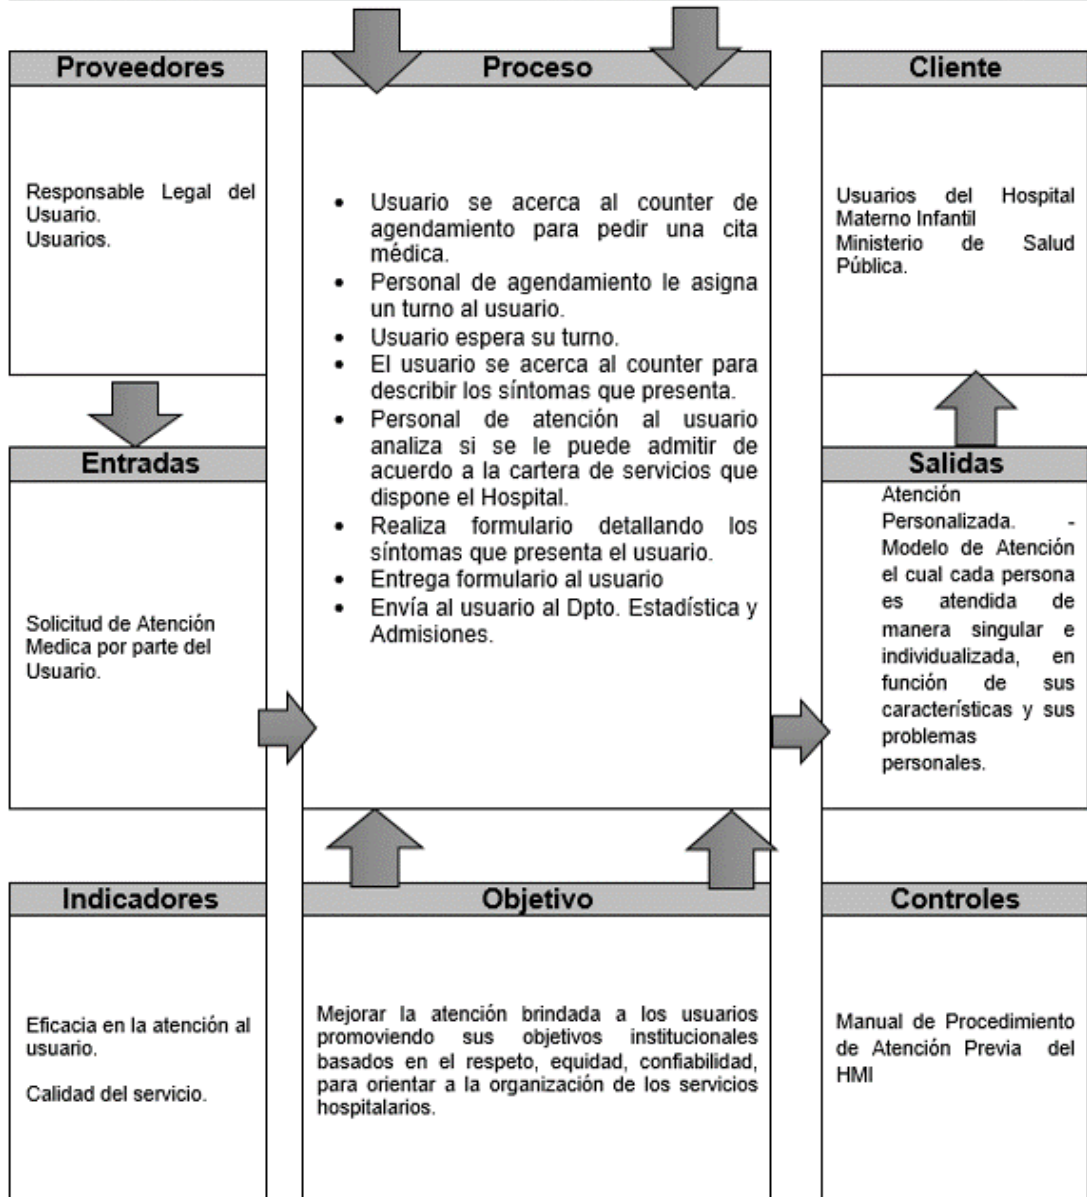 Proveedores
Responsable Legal del
Usuario.
Usuarios.
Entradas
Solicitud de Atención
Medica por parte del
Usuario.
Indicadores
Eficacia en la atención al
usuario.
Calidad del servicio.
Proceso
• Usuario se acerca al counter de
agendamiento para pedir una cita
médica.
• Personal de agendamiento le asigna
un turno al usuario.
• Usuario espera su turno.
• El usuario se acerca al counter para
describir los síntomas que presenta.
• Personal de atención al usuario
analiza si se le puede admitir de
acuerdo a la cartera de servicios que
dispone el Hospital.
• Realiza formulario detallando los
síntomas que presenta el usuario.
• Entrega formulario al usuario
• Envía al usuario al Dpto. Estadística y
Admisiones.
Objetivo
Mejorar la atención brindada a los usuarios
promoviendo sus objetivos institucionales
basados en el respeto, equidad, confiabilidad,
para orientar a la organización de los servicios
hospitalarios.
Cliente
Usuarios del Hospital
Materno Infantil
Ministerio de Salud
Pública.
Salidas
Atención
Personalizada. -
Modelo de Atención
el cual cada persona
es atendida de
manera singular e
individualizada, en
función de sus
características y sus
problemas
personales.
Controles
Manual de Procedimiento
de Atención Previa del
HMI